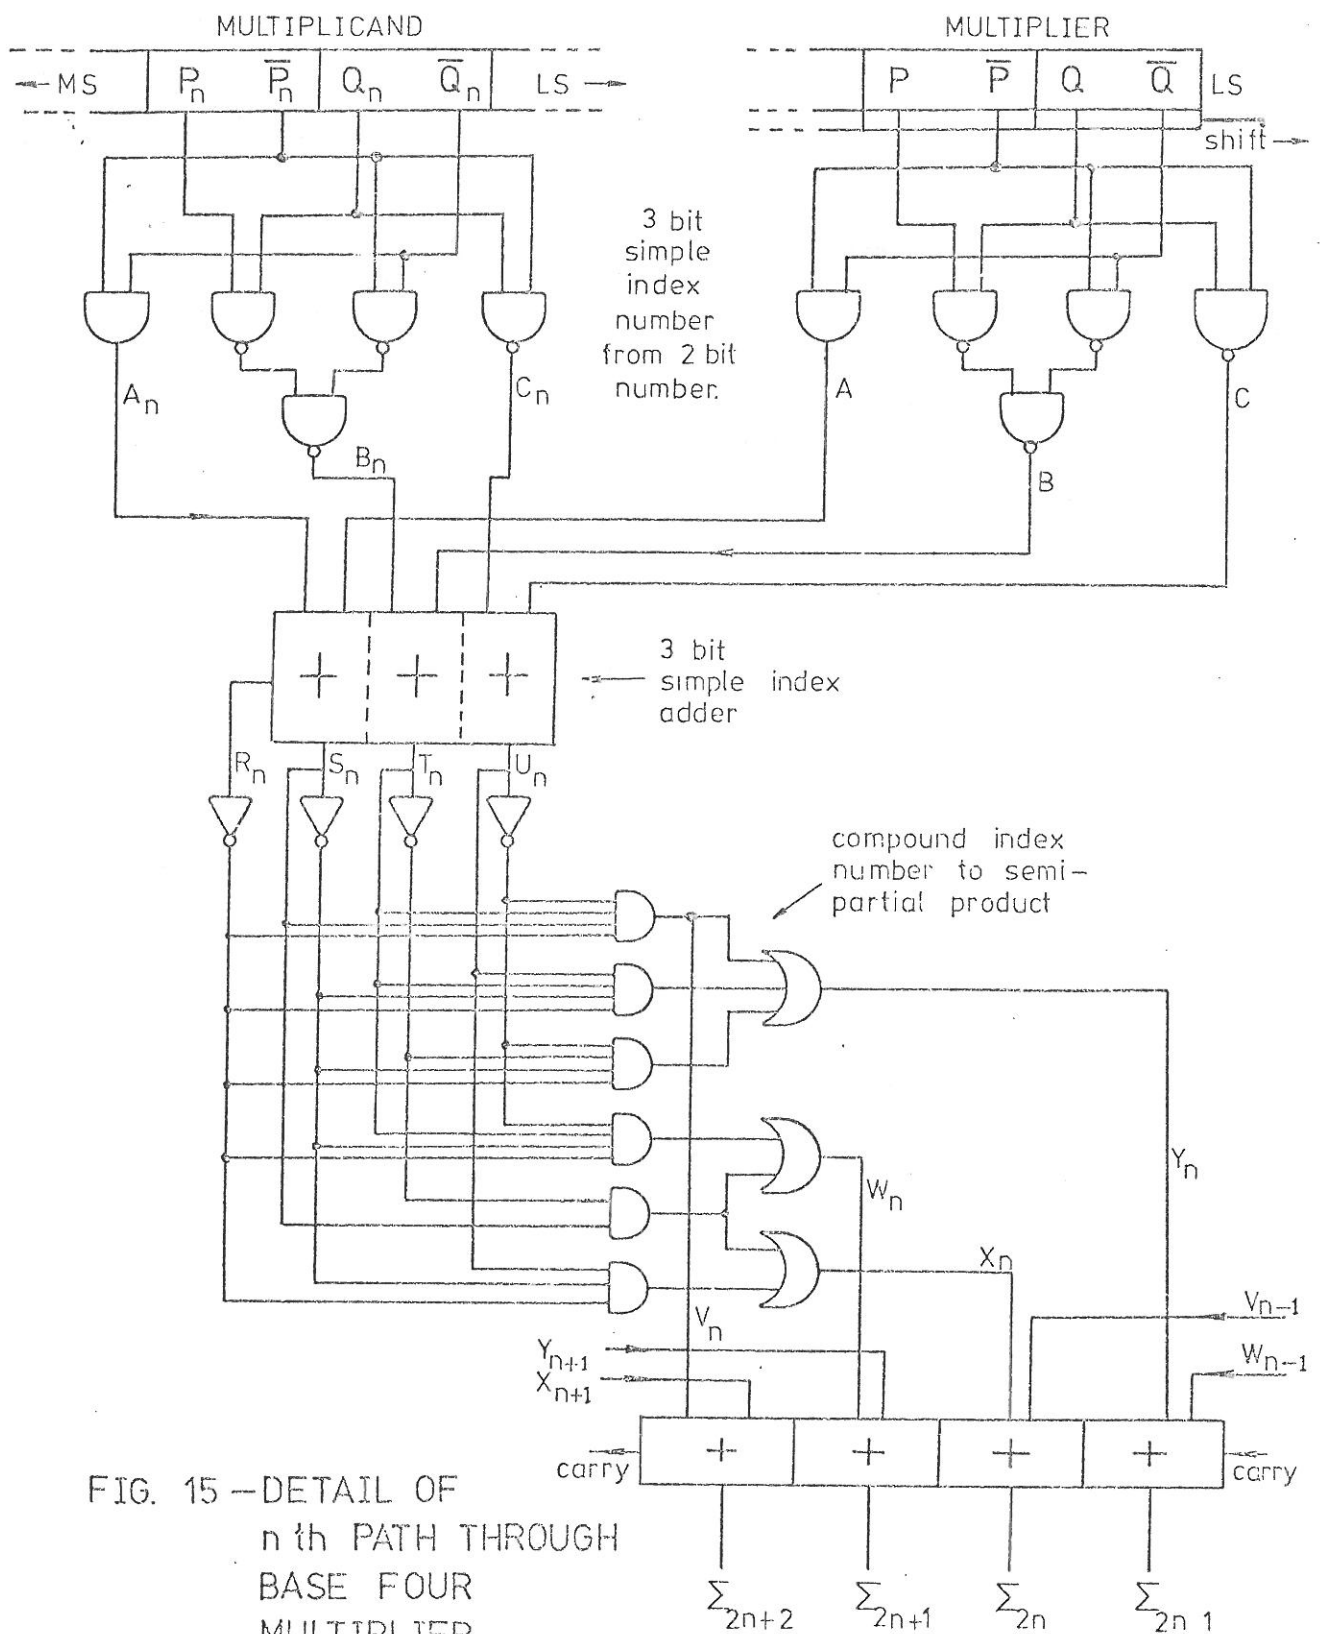 MULTIPLICAND
MULTIPLIER
MS Pn P̅n Qn Q̅n LS
P P̅ Q Q̅ LS
shift
3 bit
simple
index
number
from 2 bit
number.
An
Bn
Cn
A
B
C
+ + +
3 bit
simple index
adder
Rn Sn Tn Un
compound index
number to semi-
partial product
Yn
Wn
Xn
Vn
Vn-1
Yn+1
Wn-1
Xn+1
+ + + +
carry
carry
FIG. 15 - DETAIL OF
n th PATH THROUGH
BASE FOUR
MULTIPLIER
Σ2n+2 Σ2n+1 Σ2n Σ2n 1